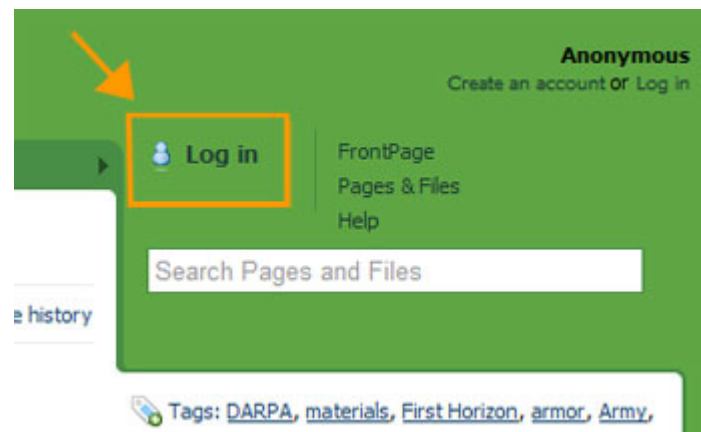 Anonymous
Create an account or Log in
Log in
FrontPage
Pages & Files
Help
Search Pages and Files
e history
Tags: DARPA, materials, First Horizon, armor, Army,